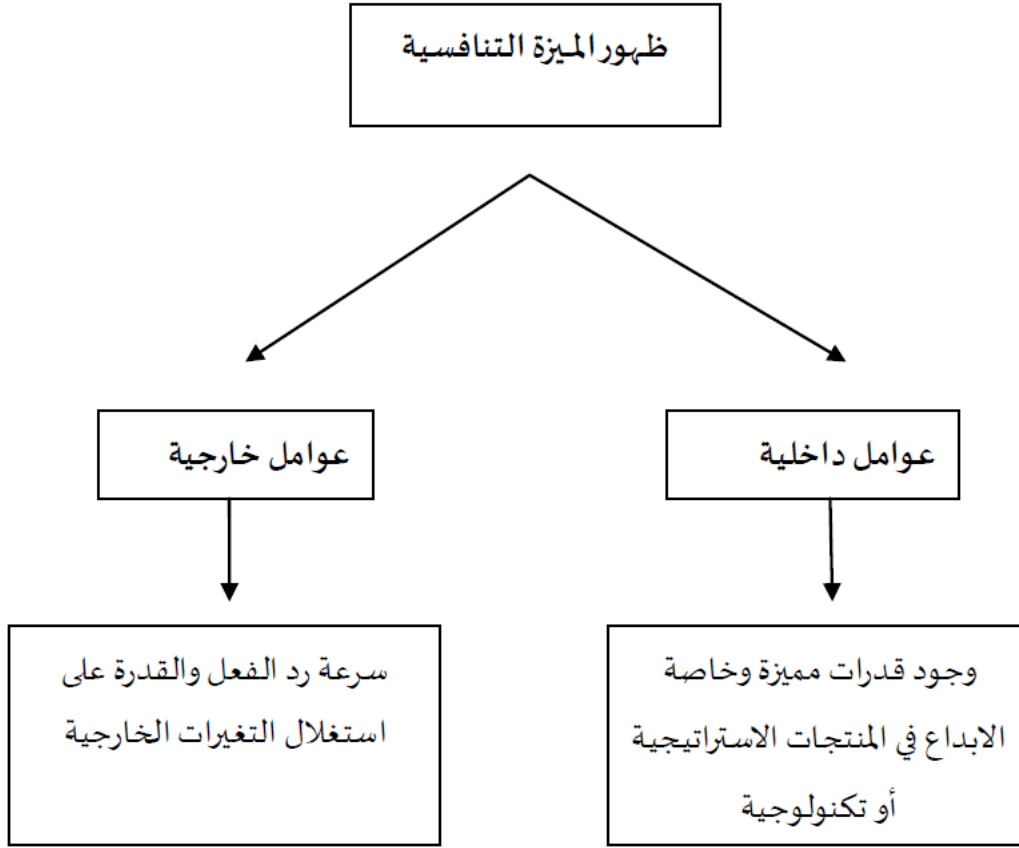 ظهور الميزة التنافسية
عوامل داخلية
عوامل خارجية
وجود قدرات مميزة وخاصة
الابداع في المنتجات الاستراتيجية
أو تكنولوجية
سرعة رد الفعل والقدرة على
استغلال التغيرات الخارجية